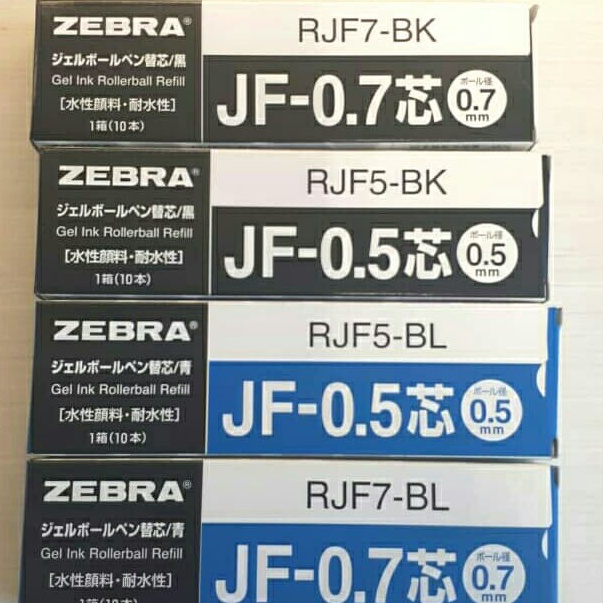 ZEBRA®
ジェルボールペン替芯/黒
Gel Ink Rollerball Refill
[水性顔料・耐水性]
1箱(10本)
RJF7-BK
JF-0.7芯
ボール径
0.7
mm
ZEBRA®
ジェルボールペン替芯/黒
Gel Ink Rollerball Refill
[水性顔料・耐水性]
1箱(10本)
RJF5-BK
JF-0.5芯
ボール径
0.5
mm
ZEBRA®
ジェルボールペン替芯/青
Gel Ink Rollerball Refill
[水性顔料・耐水性]
1箱(10本)
RJF5-BL
JF-0.5芯
ボール径
0.5
mm
ZEBRA®
ジェルボールペン替芯/青
Gel Ink Rollerball Refill
[水性顔料・耐水性]
1箱(10本)
RJF7-BL
JF-0.7芯
ボール径
0.7
mm